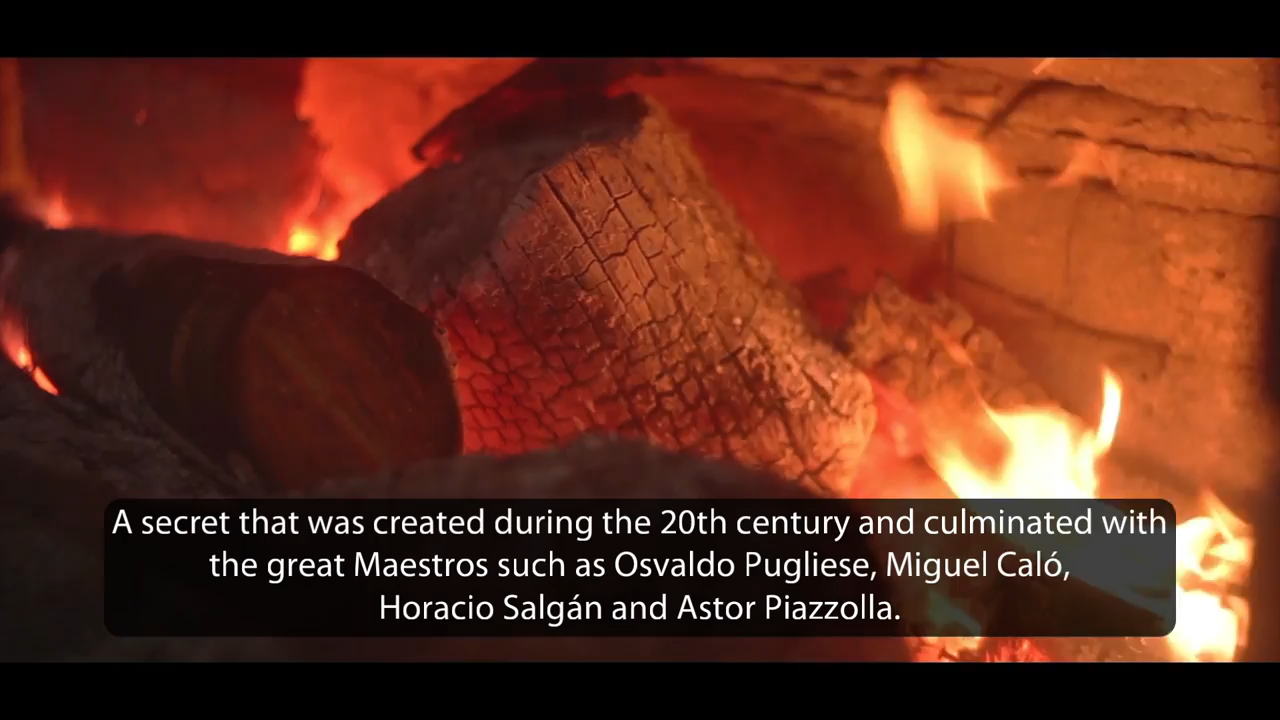 A secret that was created during the 20th century and culminated with
the great Maestros such as Osvaldo Pugliese, Miguel Caló,
Horacio Salgán and Astor Piazzolla.